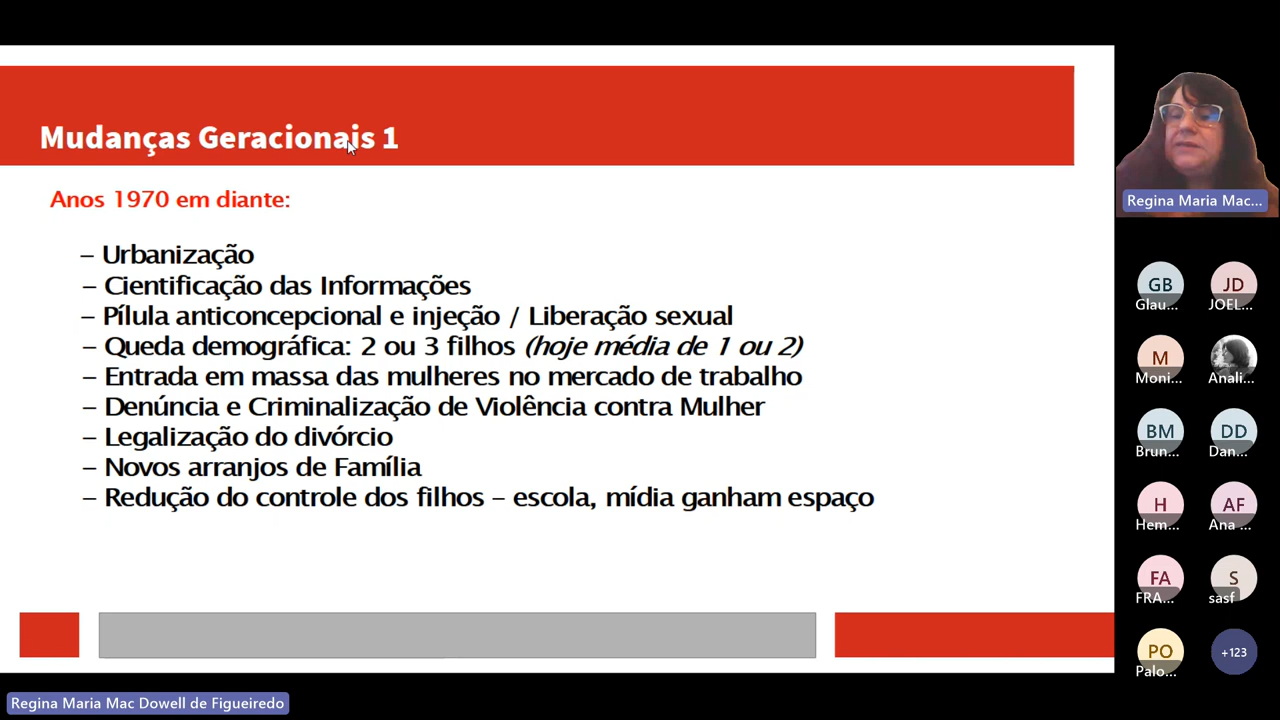 Mudanças Geracionais 1
Anos 1970 em diante:
– Urbanização
– Cientificação das Informações
– Pílula anticoncepcional e injeção / Liberação sexual
– Queda demográfica: 2 ou 3 filhos (hoje média de 1 ou 2)
– Entrada em massa das mulheres no mercado de trabalho
– Denúncia e Criminalização de Violência contra Mulher
– Legalização do divórcio
– Novos arranjos de Família
– Redução do controle dos filhos – escola, mídia ganham espaço
Regina Maria Mac...
GB JD
Glau... JOEL...
M
Moni... Anali...
BM DD
Brun... Dan...
H AF
Hem... Ana ...
FA S
FRA... sasf
PO +123
Palo...
Regina Maria Mac Dowell de Figueiredo